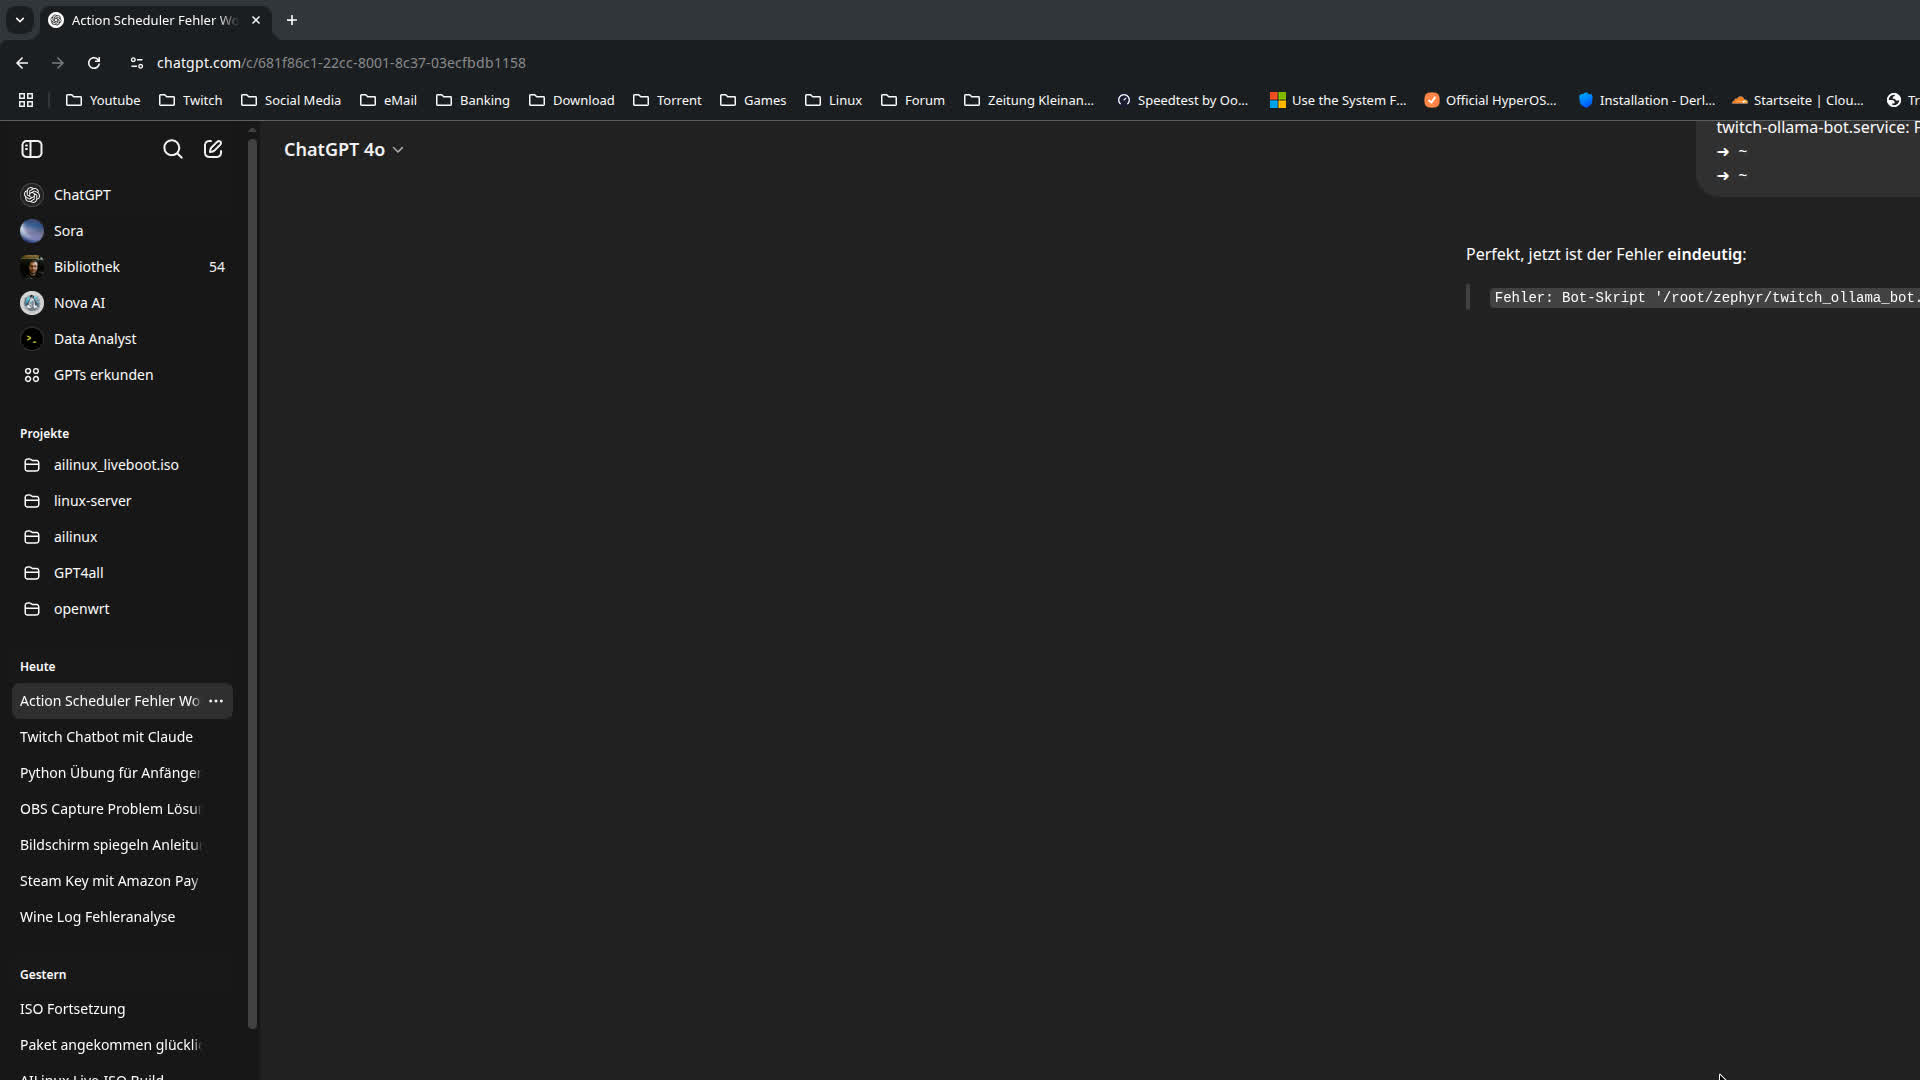 Action Scheduler Fehler Wo
chatgpt.com/c/681f86c1-22cc-8001-8c37-03ecfbdb1158
Youtube
Twitch
Social Media
eMail
Banking
Download
Torrent
Games
Linux
Forum
Zeitung Kleinan...
Speedtest by Oo...
Use the System F...
Official HyperOS...
Installation - Derl...
Startseite | Clou...
Tr
ChatGPT 4o
ChatGPT
Sora
Bibliothek 54
Nova AI
Data Analyst
GPTs erkunden
Projekte
ailinux_liveboot.iso
linux-server
ailinux
GPT4all
openwrt
Heute
Action Scheduler Fehler Wo
Twitch Chatbot mit Claude
Python Übung für Anfänger
OBS Capture Problem Lösu
Bildschirm spiegeln Anleitu
Steam Key mit Amazon Pay
Wine Log Fehleranalyse
Gestern
ISO Fortsetzung
Paket angekommen glückli
AILinux Live ISO Build
twitch-ollama-bot.service: F
➜ ~
➜ ~
Perfekt, jetzt ist der Fehler eindeutig:
Fehler: Bot-Skript '/root/zephyr/twitch_ollama_bot.